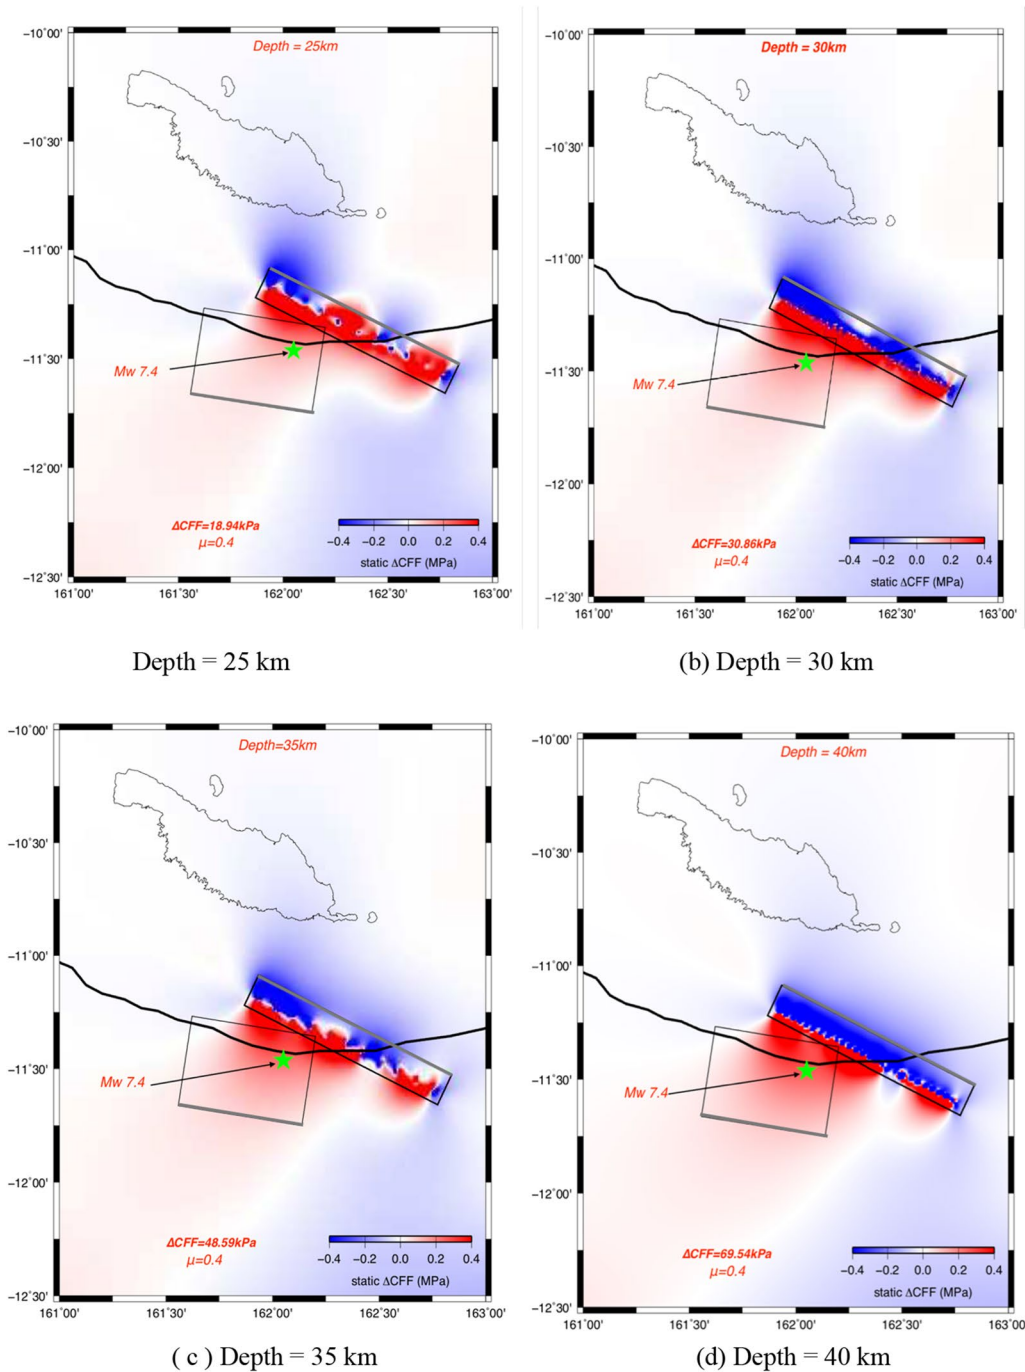 Depth = 25km
−10°00'
−10°30'
−11°00'
−11°30'
−12°00'
−12°30'
Mw 7.4
ΔCFF=18.94kPa
μ=0.4
−0.4 −0.2 0.0 0.2 0.4
static ΔCFF (MPa)
161°00' 161°30' 162°00' 162°30' 163°00'
Depth = 30km
−10°00'
−10°30'
−11°00'
−11°30'
−12°00'
−12°30'
Mw 7.4
ΔCFF=30.86kPa
μ=0.4
−0.4 −0.2 0.0 0.2 0.4
static ΔCFF (MPa)
161°00' 161°30' 162°00' 162°30' 163°00'
Depth = 25 km
(b) Depth = 30 km
Depth=35km
−10°00'
−10°30'
−11°00'
−11°30'
−12°00'
−12°30'
Mw 7.4
ΔCFF=48.59kPa
μ=0.4
−0.4 −0.2 0.0 0.2 0.4
static ΔCFF (MPa)
161°00' 161°30' 162°00' 162°30' 163°00'
Depth = 40km
−10°00'
−10°30'
−11°00'
−11°30'
−12°00'
−12°30'
Mw 7.4
ΔCFF=69.54kPa
μ=0.4
−0.4 −0.2 0.0 0.2 0.4
static ΔCFF (MPa)
161°00' 161°30' 162°00' 162°30' 163°00'
( c ) Depth = 35 km
(d) Depth = 40 km